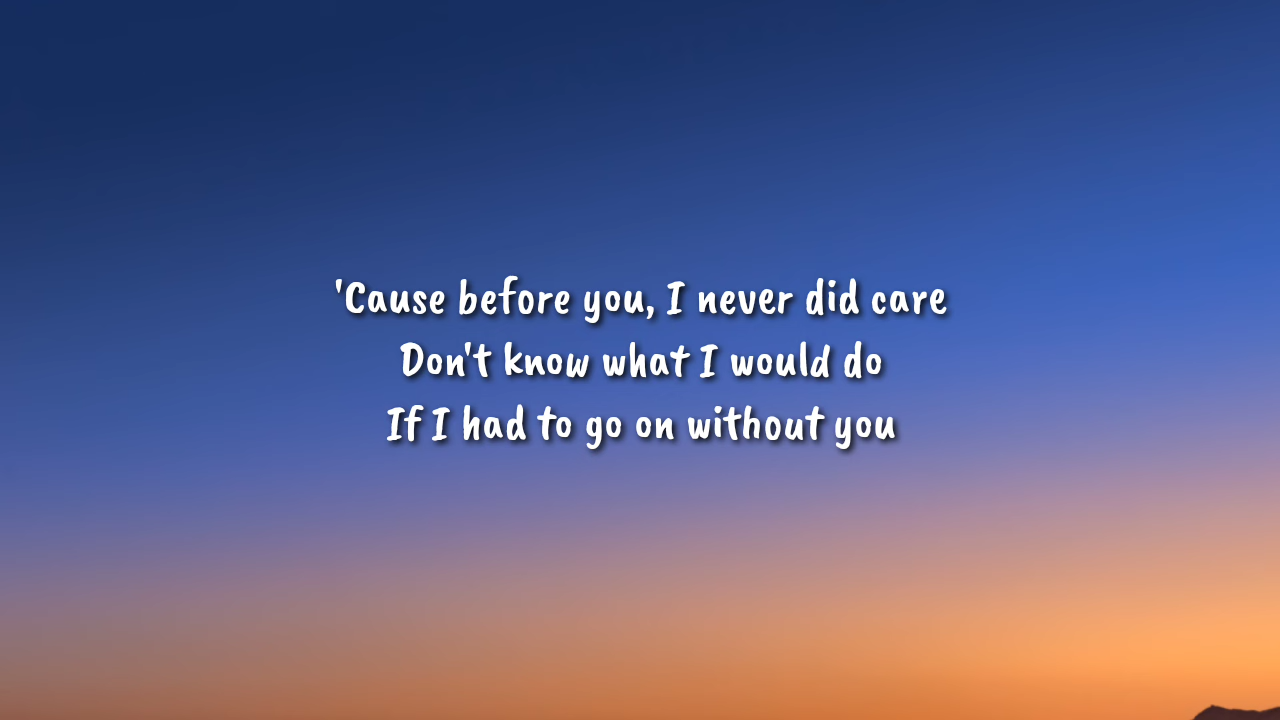 'Cause before you, I never did care
Don't know what I would do
If I had to go on without you